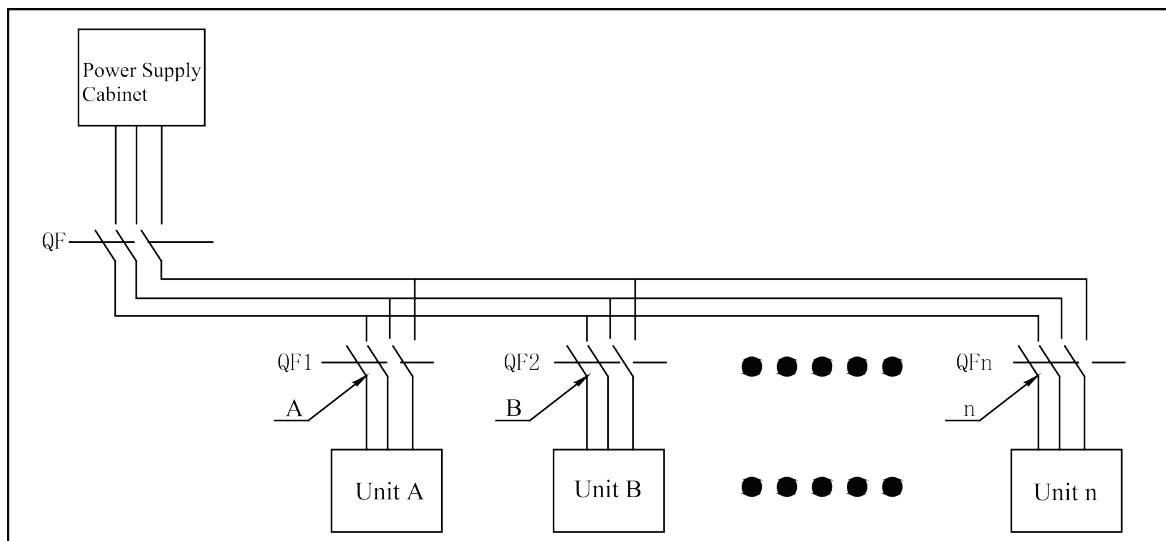 Power Supply
Cabinet
QF
QF1
QF2
QFn
A
B
n
Unit A
Unit B
Unit n